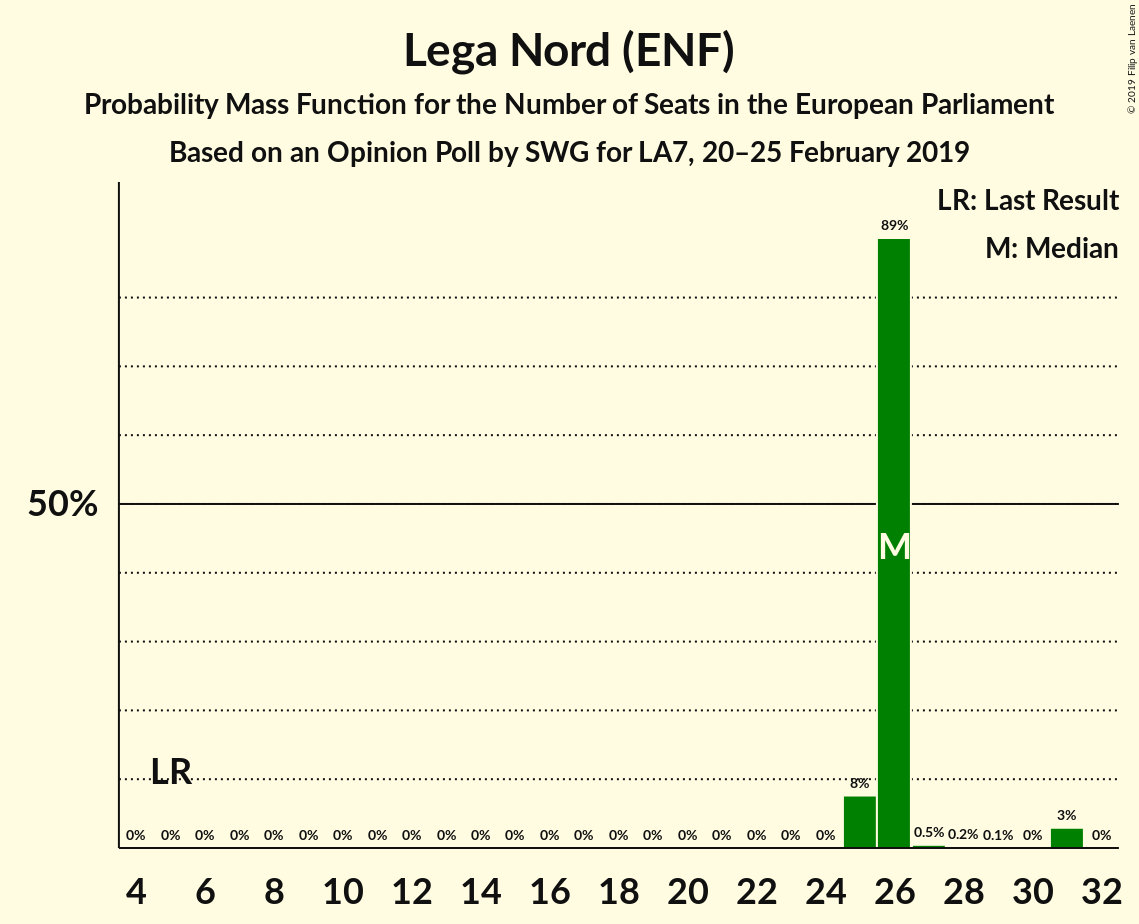 Lega Nord (ENF)
Probability Mass Function for the Number of Seats in the European Parliament
Based on an Opinion Poll by SWG for LA7, 20–25 February 2019
© 2019 Filip van Laenen
LR: Last Result
M: Median
89%
50%
M
LR
8%
3%
0% 0% 0% 0% 0% 0% 0% 0% 0% 0% 0% 0% 0% 0% 0% 0% 0% 0% 0% 0% 0% 0.5% 0.2% 0.1% 0% 0%
4 6 8 10 12 14 16 18 20 22 24 26 28 30 32